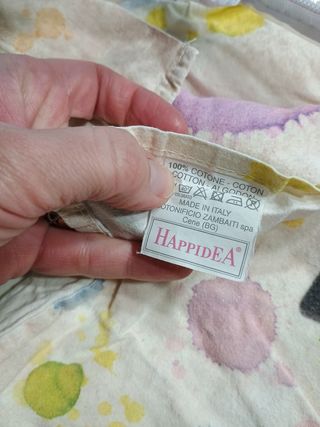 100% COTONE - COTON
COTTON - ALGODON
MADE IN ITALY
COTONIFICIO ZAMBAITI spa
Cene (BG)
HAPPIDEA®